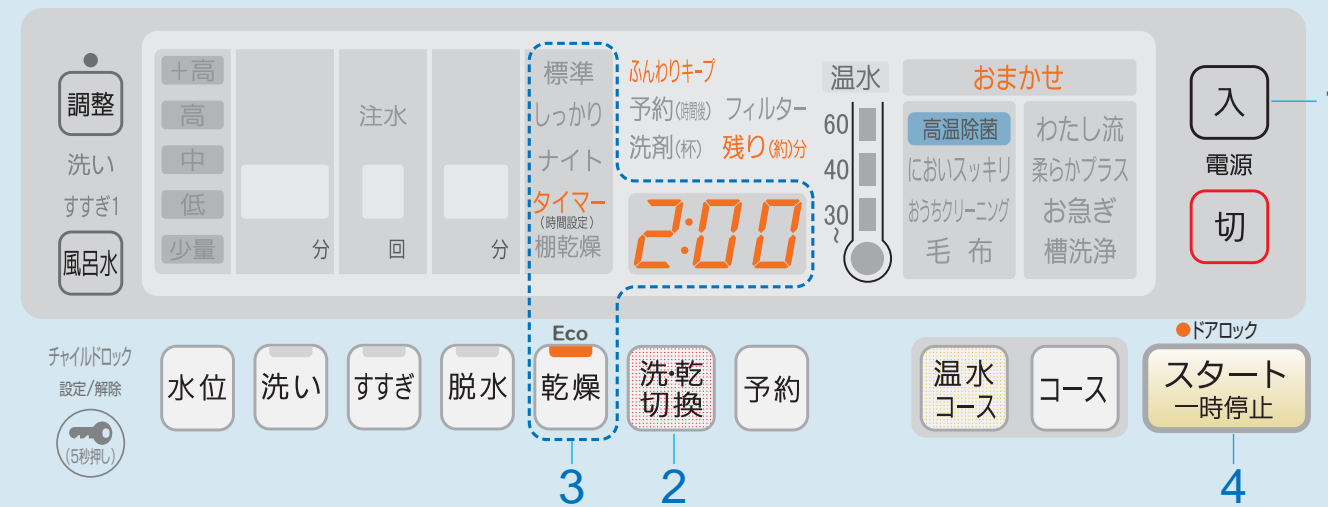 調整
洗い
すすぎ1
風呂水
＋高
高
中
低
少量
分
注水
回
分
標準
しっかり
ナイト
タイマー
(時間設定)
棚乾燥
ふんわりキープ
予約(時間後) フィルター
洗剤(杯) 残り(約)分
2:00
温水
60
40
30
~
おまかせ
高温除菌 わたし流
においスッキリ 柔らかプラス
おうちクリーニング お急ぎ
毛布 槽洗浄
入
電源
切
チャイルドロック
設定/解除
(5秒押し)
水位
洗い
すすぎ
脱水
Eco
乾燥
洗・乾
切換
予約
温水
コース
コース
ドアロック
スタート
一時停止
3
2
4